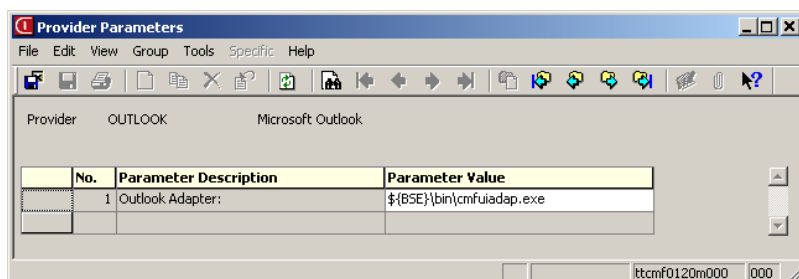 Provider Parameters
File Edit View Group Tools Specific Help
Provider OUTLOOK Microsoft Outlook
No. Parameter Description Parameter Value
1 Outlook Adapter: ${BSE}\bin\cmfuiadap.exe
ttcmf0120m000 000